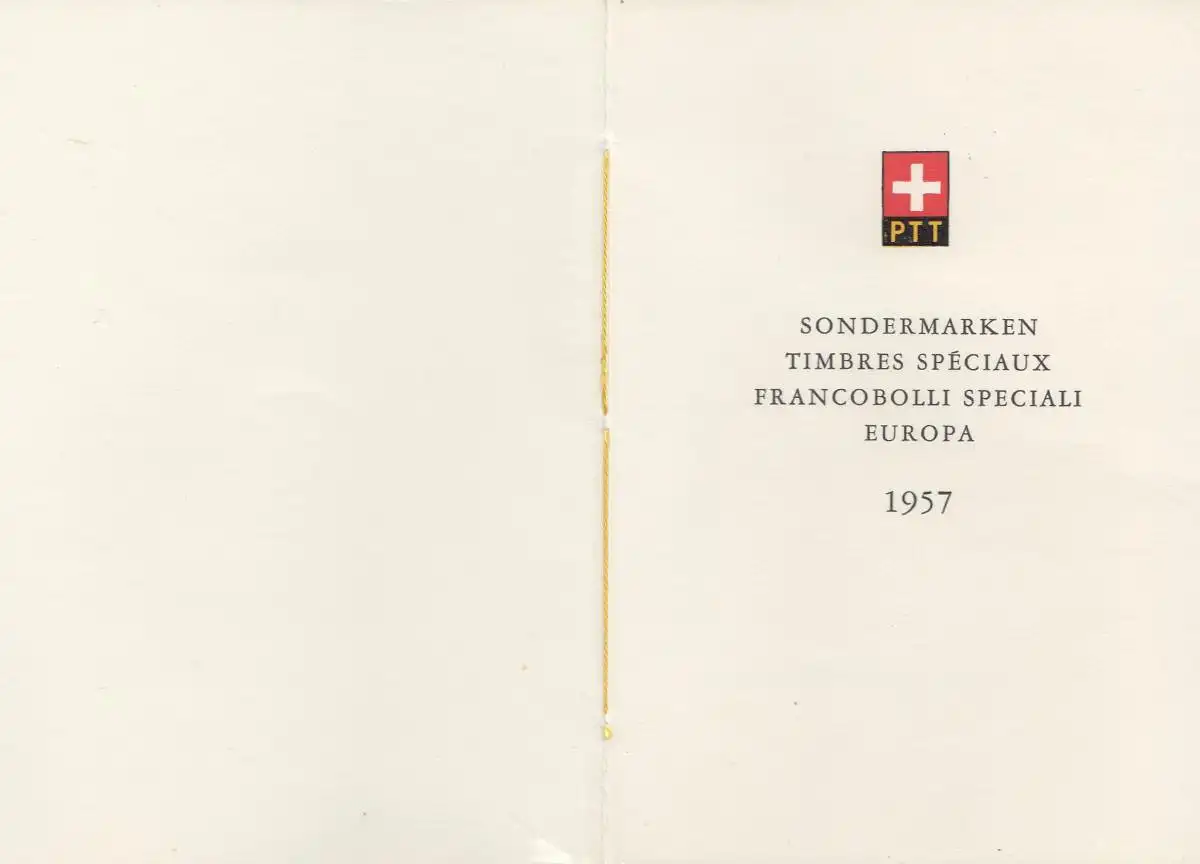 PTT
SONDERMARKEN
TIMBRES SPÉCIAUX
FRANCOBOLLI SPECIALI
EUROPA
1957